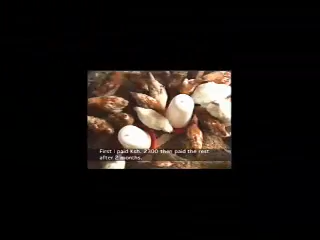 First I paid Ksh. 2300 then paid the rest
after 2 months.